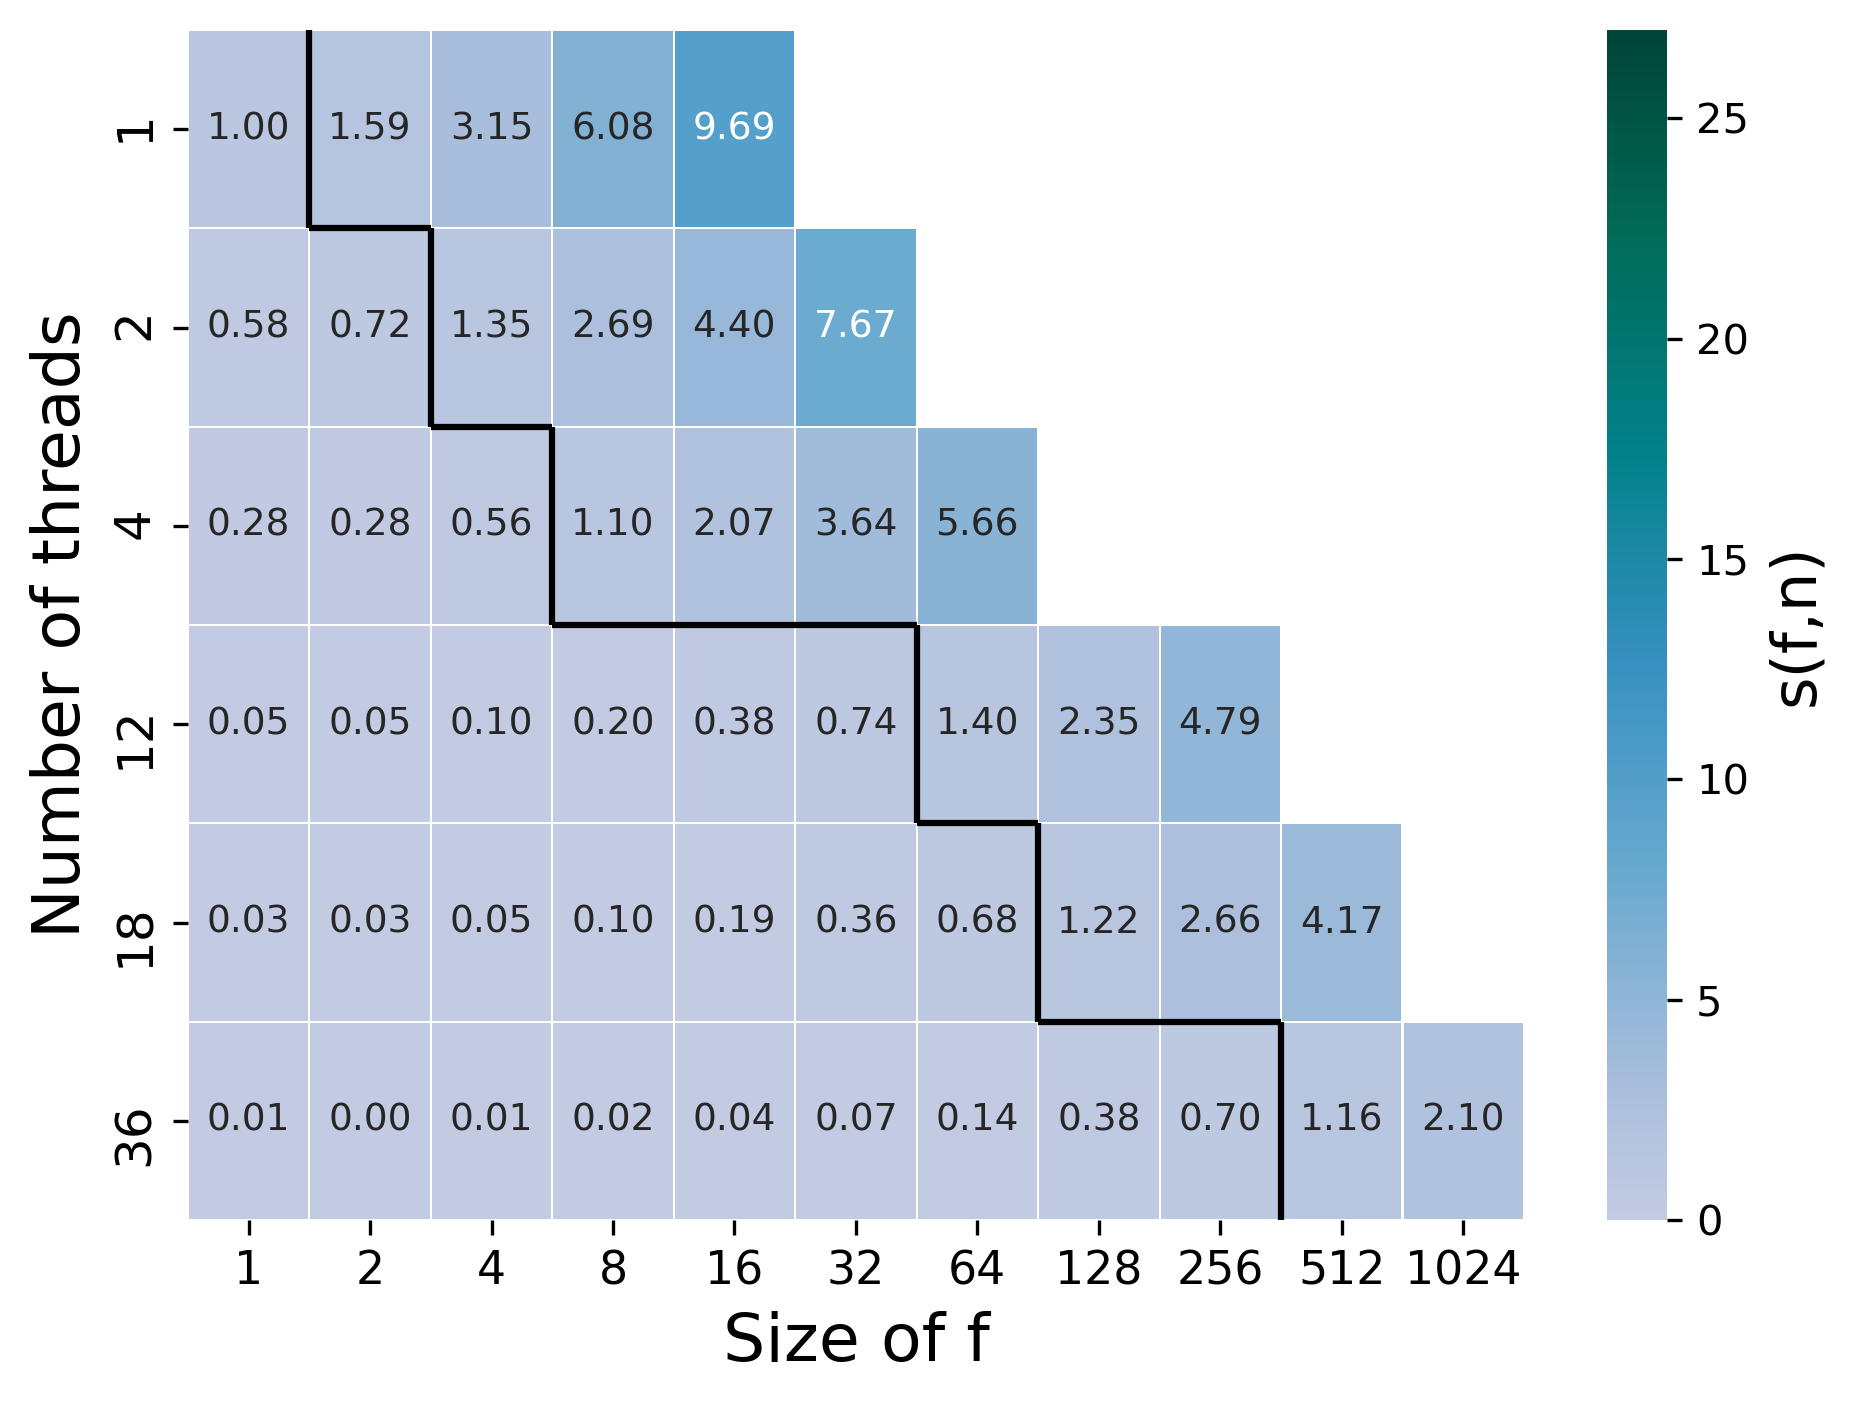 1 1.00 1.59 3.15 6.08 9.69
2 0.58 0.72 1.35 2.69 4.40 7.67
4 0.28 0.28 0.56 1.10 2.07 3.64 5.66
12 0.05 0.05 0.10 0.20 0.38 0.74 1.40 2.35 4.79
18 0.03 0.03 0.05 0.10 0.19 0.36 0.68 1.22 2.66 4.17
36 0.01 0.00 0.01 0.02 0.04 0.07 0.14 0.38 0.70 1.16 2.10
1 2 4 8 16 32 64 128 256 512 1024
Size of f
Number of threads
25
20
15
10
5
0
s(f,n)